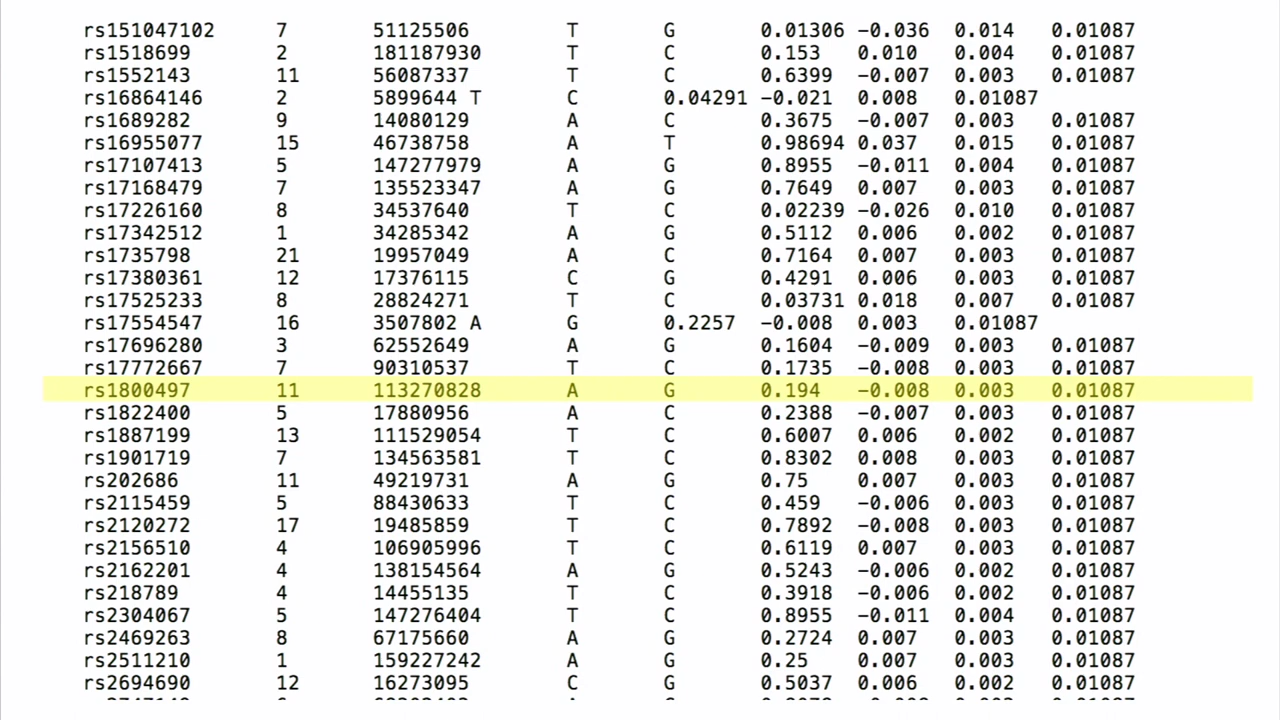 rs151047102 7 51125506 T G 0.01306 -0.036 0.014 0.01087
rs1518699 2 181187930 T C 0.153 0.010 0.004 0.01087
rs1552143 11 56087337 T C 0.6399 -0.007 0.003 0.01087
rs16864146 2 5899644 T C 0.04291 -0.021 0.008 0.01087
rs1689282 9 14080129 A C 0.3675 -0.007 0.003 0.01087
rs16955077 15 46738758 A T 0.98694 0.037 0.015 0.01087
rs17107413 5 147277979 A G 0.8955 -0.011 0.004 0.01087
rs17168479 7 135523347 A G 0.7649 0.007 0.003 0.01087
rs17226160 8 34537640 T C 0.02239 -0.026 0.010 0.01087
rs17342512 1 34285342 A G 0.5112 0.006 0.002 0.01087
rs1735798 21 19957049 A C 0.7164 0.007 0.003 0.01087
rs17380361 12 17376115 C G 0.4291 0.006 0.003 0.01087
rs17525233 8 28824271 T C 0.03731 0.018 0.007 0.01087
rs17554547 16 3507802 A G 0.2257 -0.008 0.003 0.01087
rs17696280 3 62552649 A G 0.1604 -0.009 0.003 0.01087
rs17772667 7 90310537 T C 0.1735 -0.008 0.003 0.01087
rs1800497 11 113270828 A G 0.194 -0.008 0.003 0.01087
rs1822400 5 17880956 A C 0.2388 -0.007 0.003 0.01087
rs1887199 13 111529054 T C 0.6007 0.006 0.002 0.01087
rs1901719 7 134563581 T C 0.8302 0.008 0.003 0.01087
rs202686 11 49219731 A G 0.75 0.007 0.003 0.01087
rs2115459 5 88430633 T C 0.459 -0.006 0.003 0.01087
rs2120272 17 19485859 T C 0.7892 -0.008 0.003 0.01087
rs2156510 4 106905996 T C 0.6119 0.007 0.003 0.01087
rs2162201 4 138154564 A G 0.5243 -0.006 0.002 0.01087
rs218789 4 14455135 T C 0.3918 -0.006 0.002 0.01087
rs2304067 5 147276404 T C 0.8955 -0.011 0.004 0.01087
rs2469263 8 67175660 A G 0.2724 0.007 0.003 0.01087
rs2511210 1 159227242 A G 0.25 0.007 0.003 0.01087
rs2694690 12 16273095 C G 0.5037 0.006 0.002 0.01087